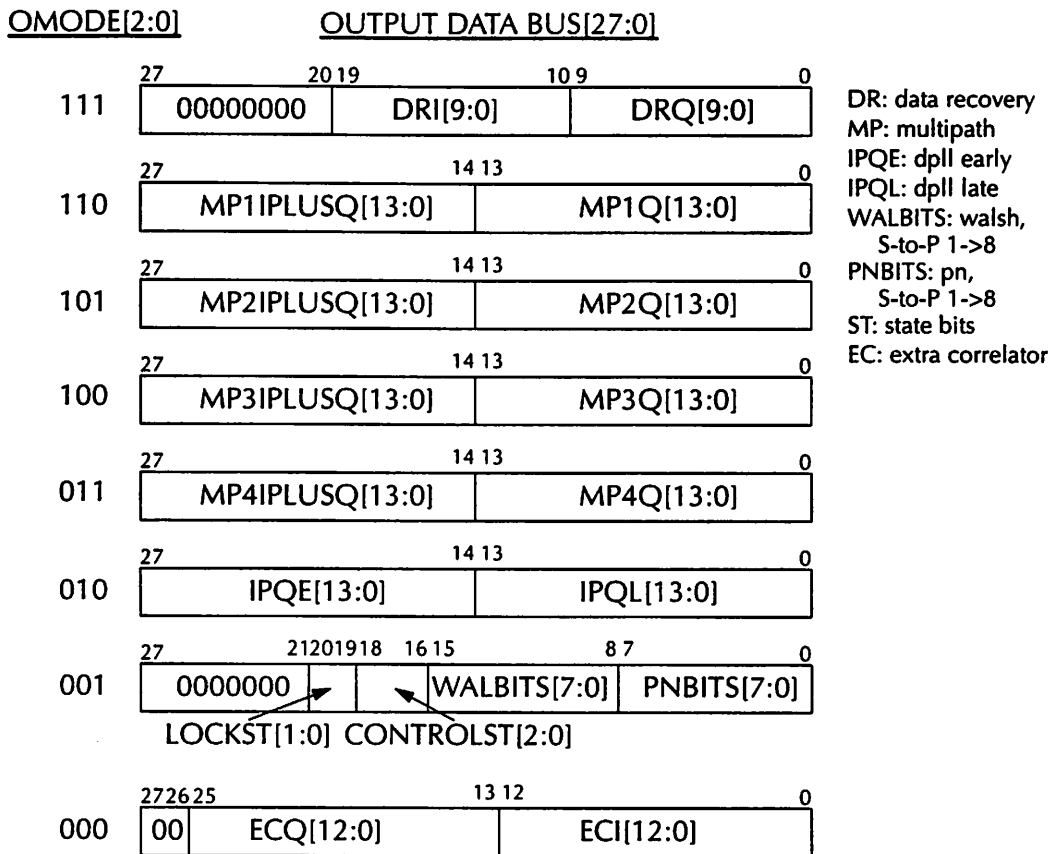 OMODE[2:0] OUTPUT DATA BUS[27:0]
27 20 19 10 9 0
111 00000000 DRI[9:0] DRQ[9:0]
27 14 13 0
110 MP1IPLUSQ[13:0] MP1Q[13:0]
27 14 13 0
101 MP2IPLUSQ[13:0] MP2Q[13:0]
27 14 13 0
100 MP3IPLUSQ[13:0] MP3Q[13:0]
27 14 13 0
011 MP4IPLUSQ[13:0] MP4Q[13:0]
27 14 13 0
010 IPQE[13:0] IPQL[13:0]
27 21 20 19 18 16 15 8 7 0
001 0000000 WALBITS[7:0] PNBITS[7:0]
LOCKST[1:0] CONTROLST[2:0]
27 26 25 13 12 0
000 00 ECQ[12:0] ECI[12:0]
DR: data recovery
MP: multipath
IPQE: dpll early
IPQL: dpll late
WALBITS: walsh,
S-to-P 1->8
PNBITS: pn,
S-to-P 1->8
ST: state bits
EC: extra correlator